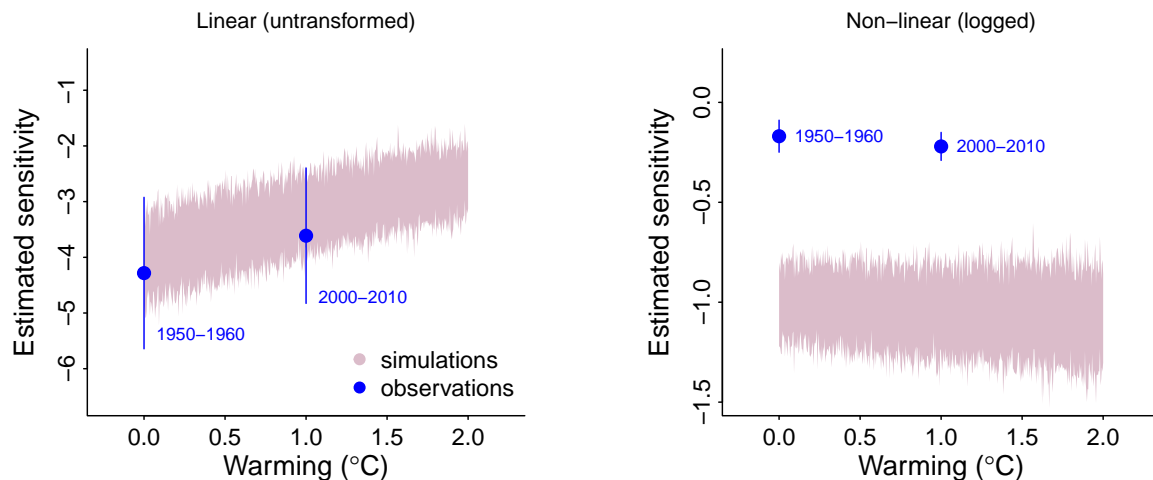 Linear (untransformed)
Estimated sensitivity
−1
−2
−3
−4
−5
−6
1950−1960
2000−2010
simulations
observations
0.0 0.5 1.0 1.5 2.0
Warming (°C)
Non−linear (logged)
Estimated sensitivity
0.0
−0.5
−1.0
−1.5
1950−1960
2000−2010
0.0 0.5 1.0 1.5 2.0
Warming (°C)